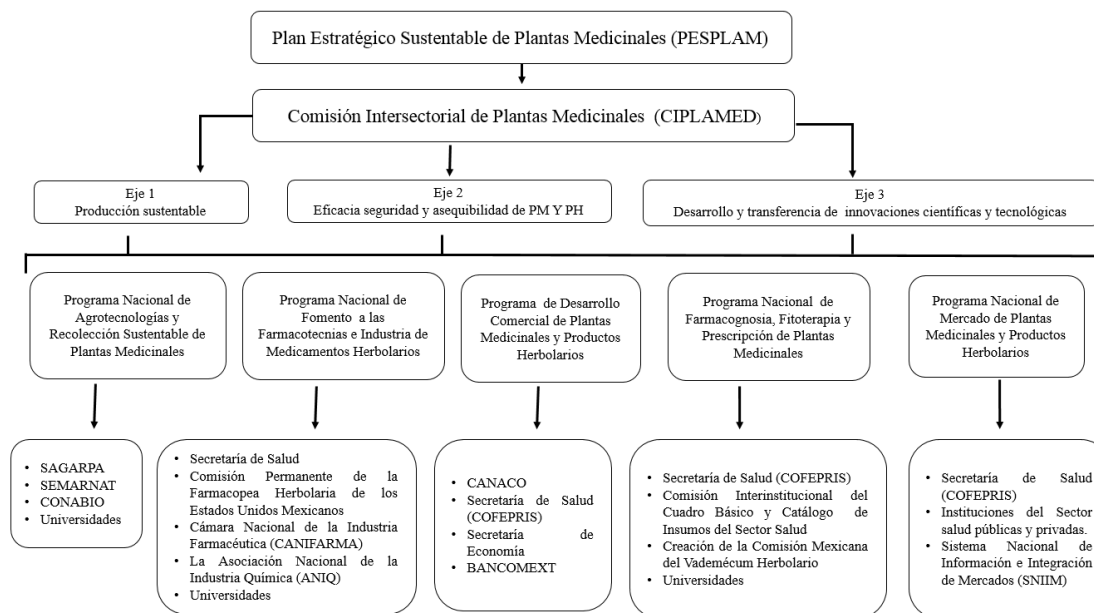 Plan Estratégico Sustentable de Plantas Medicinales (PESPLAM)
Comisión Intersectorial de Plantas Medicinales (CIPLAMED)
Eje 1
Producción sustentable
Eje 2
Eficacia seguridad y asequibilidad de PM Y PH
Eje 3
Desarrollo y transferencia de innovaciones científicas y tecnológicas
Programa Nacional de
Agrotecnologías y
Recolección Sustentable de
Plantas Medicinales
Programa Nacional de
Fomento a las
Farmacotecnias e Industria de
Medicamentos Herbolarios
Programa de Desarrollo
Comercial de Plantas
Medicinales y Productos
Herbolarios
Programa Nacional de
Farmacognosia, Fitoterapia y
Prescripción de Plantas
Medicinales
Programa Nacional de
Mercado de Plantas
Medicinales y Productos
Herbolarios
• SAGARPA
• SEMARNAT
• CONABIO
• Universidades
• Secretaría de Salud
• Comisión Permanente de la
Farmacopea Herbolaria de los
Estados Unidos Mexicanos
• Cámara Nacional de la Industria
Farmacéutica (CANIFARMA)
• La Asociación Nacional de la
Industria Química (ANIQ)
• Universidades
• CANACO
• Secretaría de Salud
(COFEPRIS)
• Secretaría de
Economía
• BANCOMEXT
• Secretaría de Salud (COFEPRIS)
• Comisión Interinstitucional del
Cuadro Básico y Catálogo de
Insumos del Sector Salud
• Creación de la Comisión Mexicana
del Vademécum Herbolario
• Universidades
• Secretaría de Salud
(COFEPRIS)
• Instituciones del Sector
salud públicas y privadas.
• Sistema Nacional de
Información e Integración
de Mercados (SNIIM)